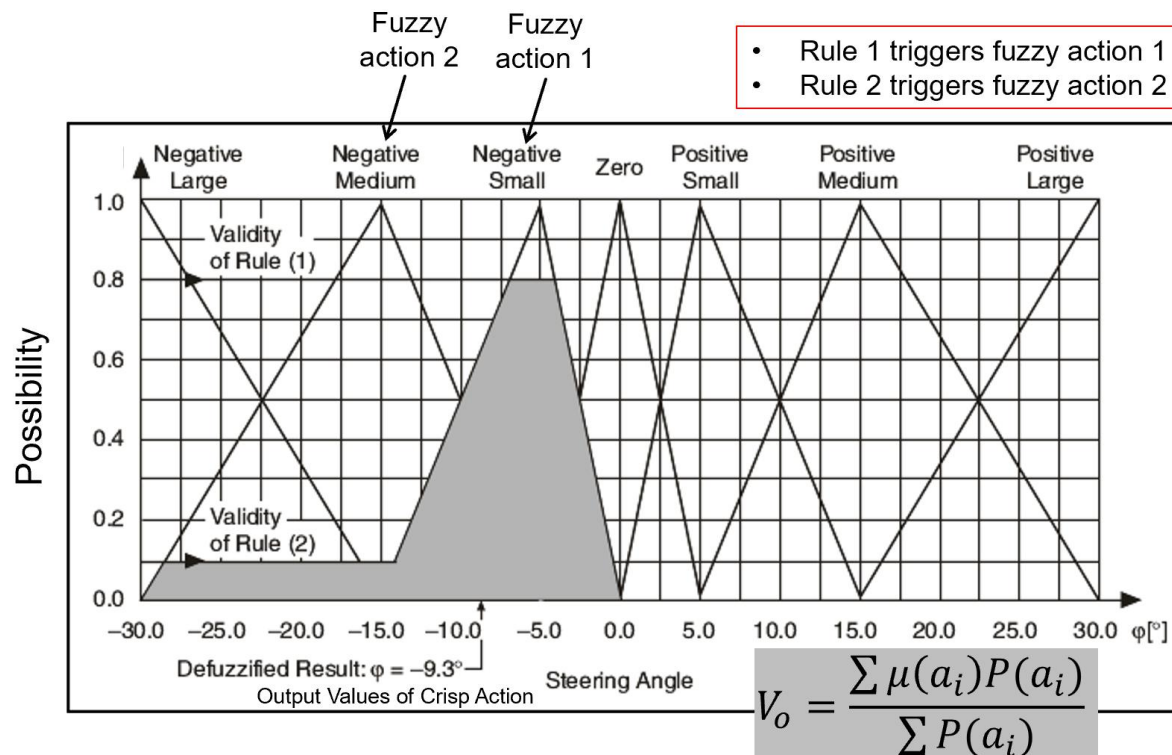 Fuzzy
action 2
Fuzzy
action 1
• Rule 1 triggers fuzzy action 1
• Rule 2 triggers fuzzy action 2
Negative
Large
Negative
Medium
Negative
Small
Zero
Positive
Small
Positive
Medium
Positive
Large
Possibility
1.0
0.8
0.6
0.4
0.2
0.0
Validity
of Rule (1)
Validity
of Rule (2)
–30.0 –25.0 –20.0 –15.0 –10.0 –5.0 0.0 5.0 10.0 15.0 20.0 25.0 30.0 φ[°]
Defuzzified Result: φ = –9.3°
Output Values of Crisp Action
Steering Angle
V₀ = ∑ μ(aᵢ)P(aᵢ) / ∑ P(aᵢ)